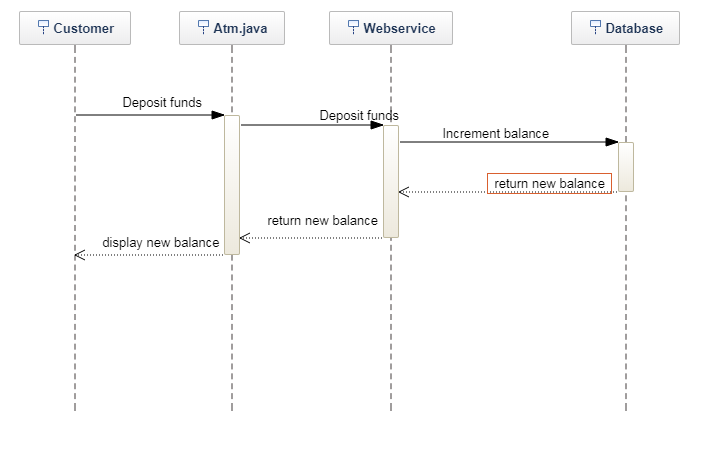 Customer
Atm.java
Webservice
Database
Deposit funds
Deposit funds
Increment balance
return new balance
return new balance
display new balance